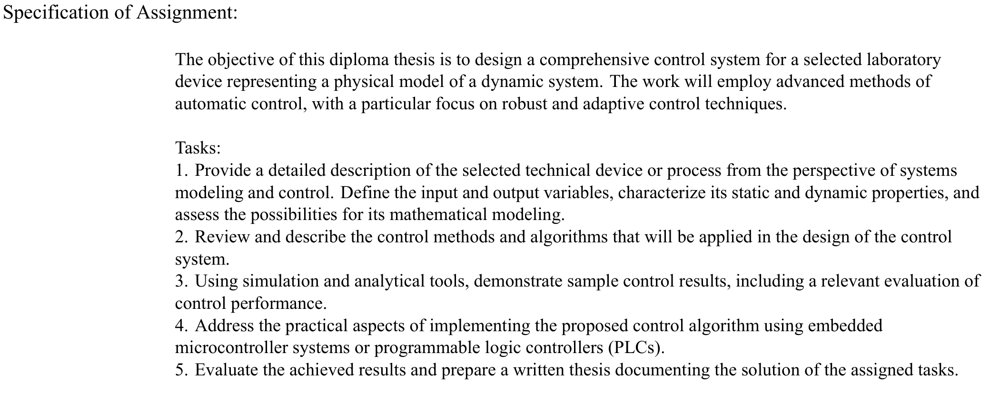 Specification of Assignment:
The objective of this diploma thesis is to design a comprehensive control system for a selected laboratory
device representing a physical model of a dynamic system. The work will employ advanced methods of
automatic control, with a particular focus on robust and adaptive control techniques.
Tasks:
1. Provide a detailed description of the selected technical device or process from the perspective of systems
modeling and control. Define the input and output variables, characterize its static and dynamic properties, and
assess the possibilities for its mathematical modeling.
2. Review and describe the control methods and algorithms that will be applied in the design of the control
system.
3. Using simulation and analytical tools, demonstrate sample control results, including a relevant evaluation of
control performance.
4. Address the practical aspects of implementing the proposed control algorithm using embedded
microcontroller systems or programmable logic controllers (PLCs).
5. Evaluate the achieved results and prepare a written thesis documenting the solution of the assigned tasks.